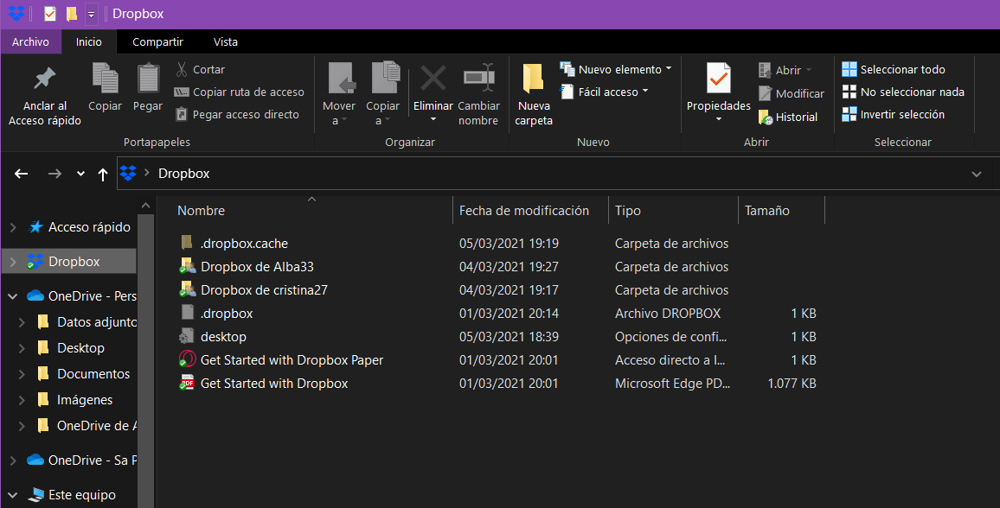 Dropbox
Archivo Inicio Compartir Vista
Anclar al Acceso rápido
Copiar
Pegar
Cortar
Copiar ruta de acceso
Pegar acceso directo
Portapapeles
Mover a
Copiar a
Eliminar
Cambiar nombre
Organizar
Nueva carpeta
Nuevo elemento
Fácil acceso
Nuevo
Propiedades
Abrir
Modificar
Historial
Abrir
Seleccionar todo
No seleccionar nada
Invertir selección
Seleccionar
Dropbox
Acceso rápido
Dropbox
OneDrive - Pers
Datos adjunto
Desktop
Documentos
Imágenes
OneDrive de A
OneDrive - Sa P
Este equipo
Nombre Fecha de modificación Tipo Tamaño
.dropbox.cache 05/03/2021 19:19 Carpeta de archivos
Dropbox de Alba33 04/03/2021 19:27 Carpeta de archivos
Dropbox de cristina27 04/03/2021 19:17 Carpeta de archivos
.dropbox 01/03/2021 20:14 Archivo DROPBOX 1 KB
desktop 05/03/2021 18:39 Opciones de confi... 1 KB
Get Started with Dropbox Paper 01/03/2021 20:01 Acceso directo a I... 1 KB
PDF Get Started with Dropbox 01/03/2021 20:01 Microsoft Edge PD... 1.077 KB